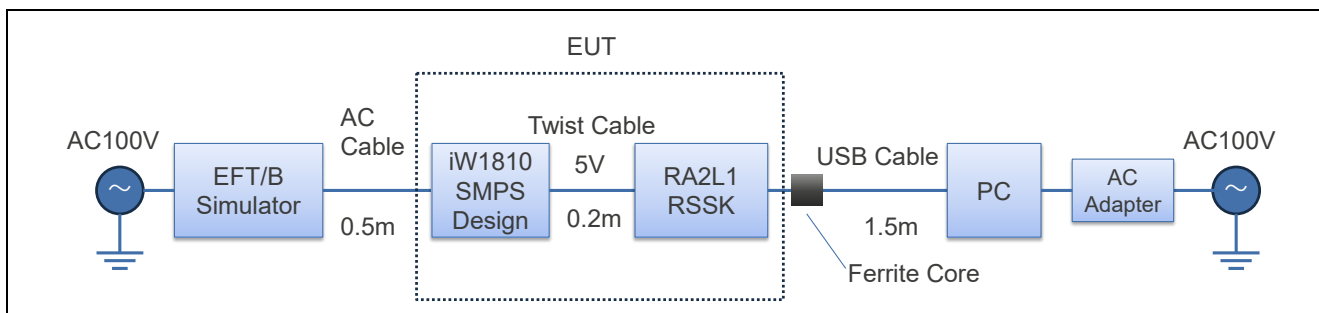 EUT
AC
Cable
Twist Cable
AC100V
AC100V
USB Cable
EFT/B
Simulator
iW1810
SMPS
Design
5V
RA2L1
RSSK
PC
AC
Adapter
~
~
0.5m
0.2m
1.5m
Ferrite Core